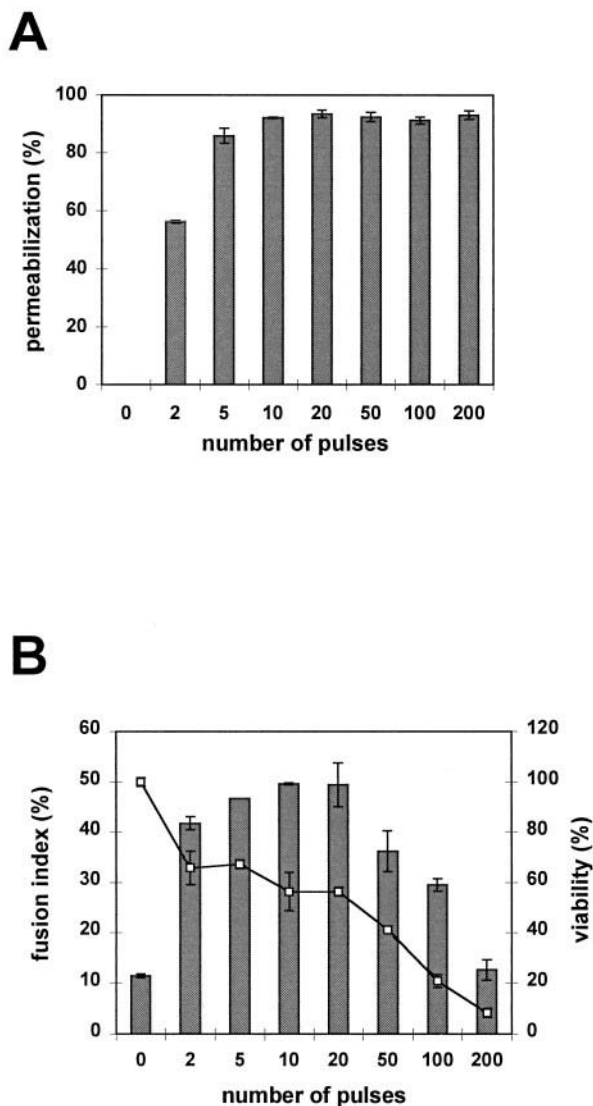 A
100
80
60
40
20
0
permeabilization (%)
0 2 5 10 20 50 100 200
number of pulses
B
60 120
50 100
40 80
30 60
20 40
10 20
0 0
fusion index (%)
viability (%)
0 2 5 10 20 50 100 200
number of pulses